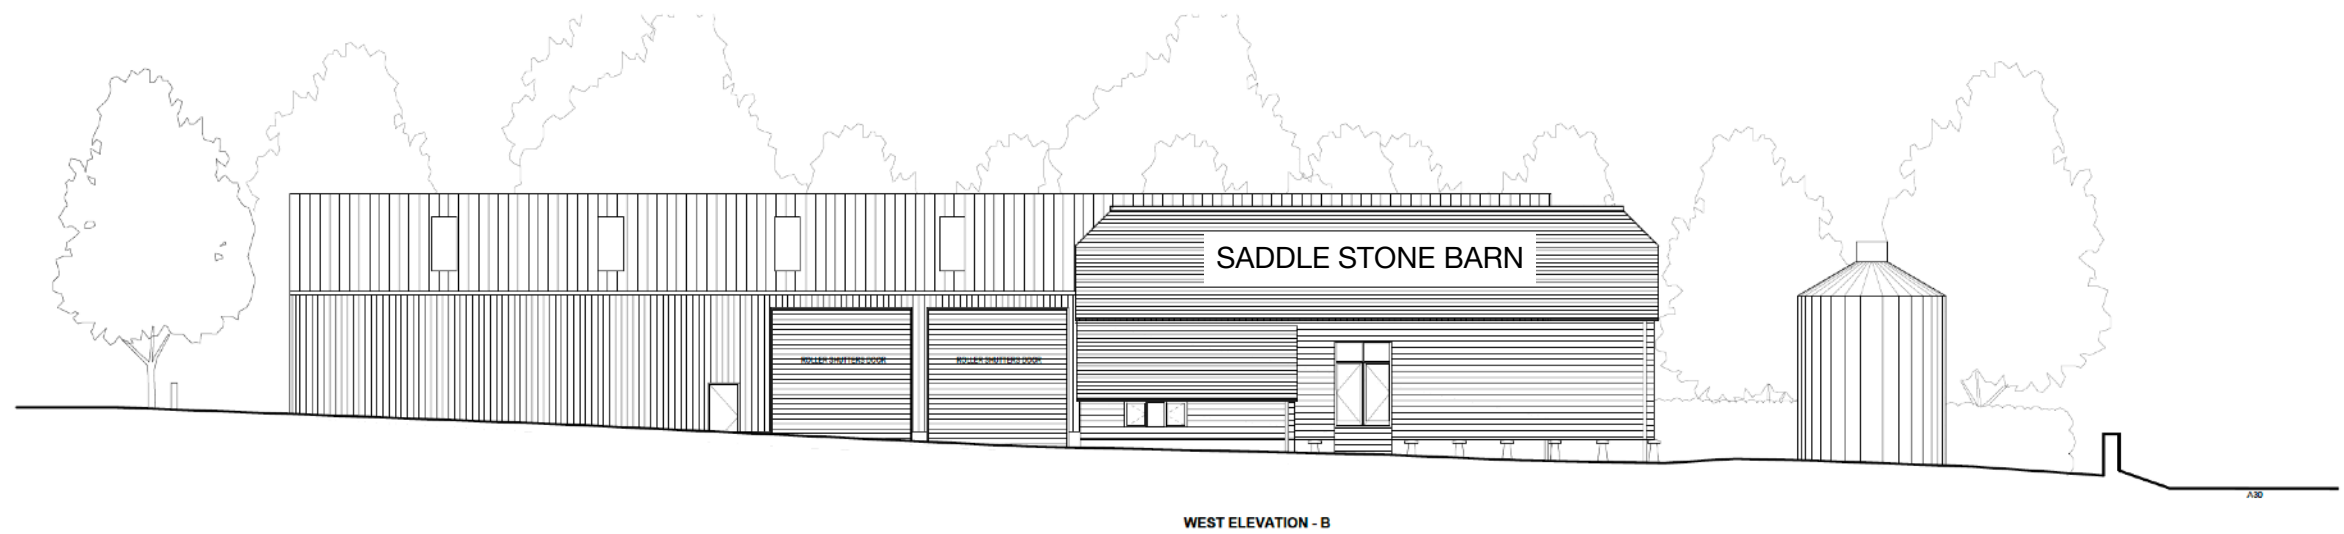 SADDLE STONE BARN
ROLLER SHUTTERS DOOR
ROLLER SHUTTERS DOOR
A30
WEST ELEVATION - B